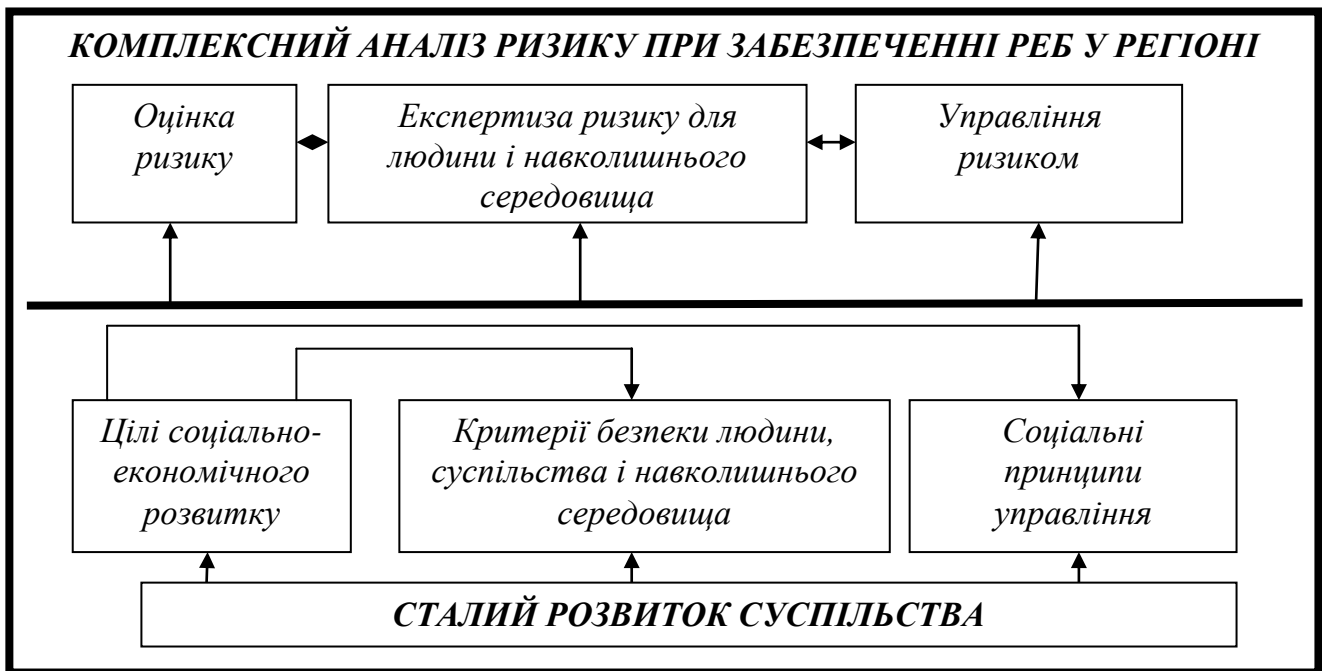 КОМПЛЕКСНИЙ АНАЛІЗ РИЗИКУ ПРИ ЗАБЕЗПЕЧЕННІ РЕБ У РЕГІОНІ
Оцінка
ризику
Експертиза ризику для
людини і навколишнього
середовища
Управління
ризиком
Цілі соціально-
економічного
розвитку
Критерії безпеки людини,
суспільства і навколишнього
середовища
Соціальні
принципи
управління
СТАЛИЙ РОЗВИТОК СУСПІЛЬСТВА